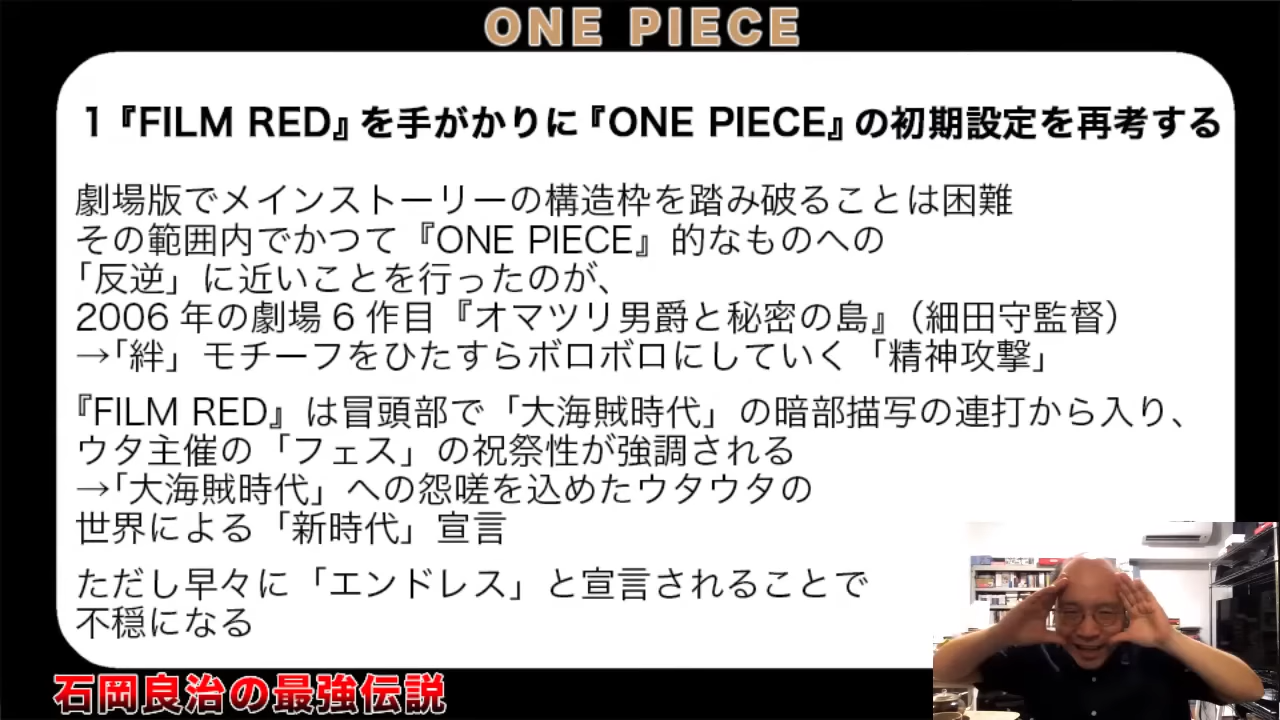 ONE PIECE
1『FILM RED』を手がかりに『ONE PIECE』の初期設定を再考する
劇場版でメインストーリーの構造枠を踏み破ることは困難
その範囲内でかつて『ONE PIECE』的なものへの
「反逆」に近いことを行ったのが、
2006年の劇場6作目『オマツリ男爵と秘密の島』（細田守監督）
→「絆」モチーフをひたすらボロボロにしていく「精神攻撃」
『FILM RED』は冒頭部で「大海賊時代」の暗部描写の連打から入り、
ウタ主催の「フェス」の祝祭性が強調される
→「大海賊時代」への怨嗟を込めたウタウタの
世界による「新時代」宣言
ただし早々に「エンドレス」と宣言されることで
不穏になる
石岡良治の最強伝説